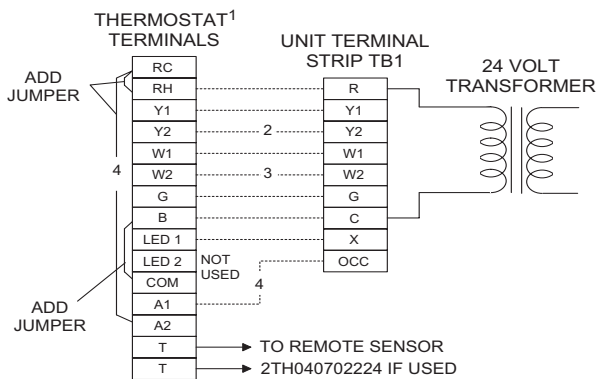 THERMOSTAT1
TERMINALS
UNIT TERMINAL
STRIP TB1
24 VOLT
TRANSFORMER
ADD
JUMPER
RC
RH
R
Y1
Y1
Y2
2
Y2
W1
W1
4
W2
3
W2
G
G
B
C
LED 1
X
LED 2
NOT
USED
OCC
COM
4
A1
ADD
JUMPER
A2
T
TO REMOTE SENSOR
T
2TH040702224 IF USED